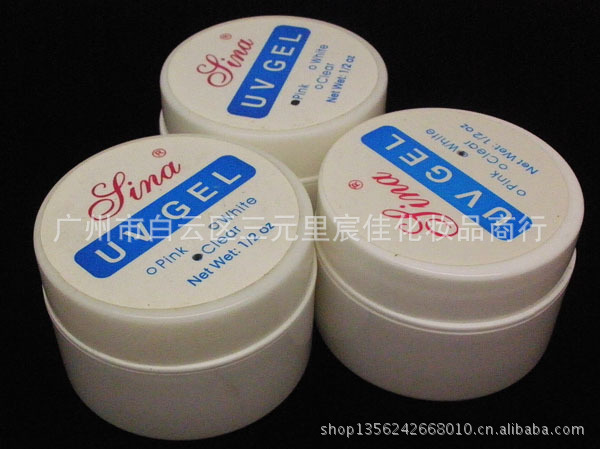 Sina®
UV GEL
●Pink ○White
○Clear
Net Wet: 1/2 oz
Sina®
UV GEL
○Pink ○White
●Clear
Net Wet: 1/2 oz
Sina®
UV GEL
○Pink ○Clear ●White
Net Wet: 1/2 oz
广州市白云区三元里宸佳化妆品商行
shop1356242668010.cn.alibaba.com